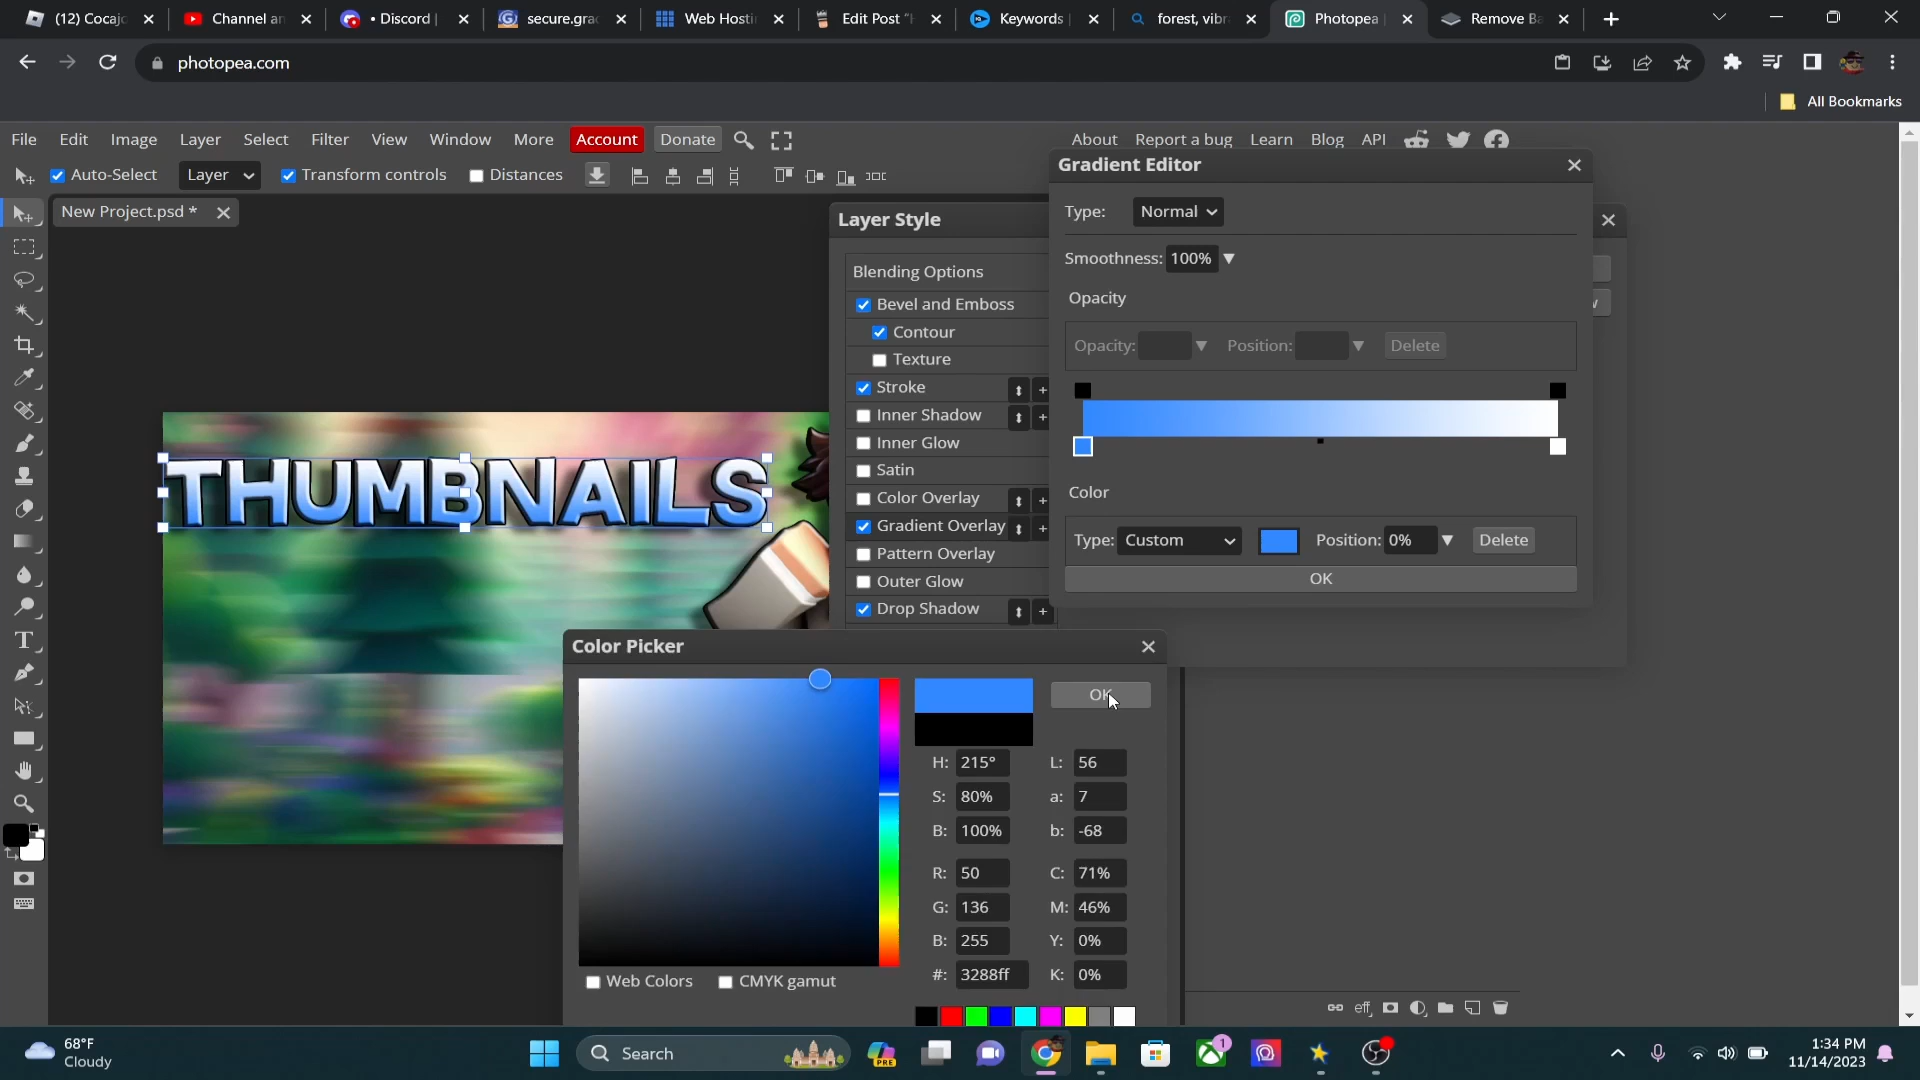 (12) Cocaj
Channel an
• Discord |
secure.gra
Web Hosti
Edit Post "H
Keywords |
forest, vibr
Photopea |
Remove Ba
photopea.com
All Bookmarks
File Edit Image Layer Select Filter View Window More Account Donate
About Report a bug Learn Blog API
Auto-Select Layer Transform controls Distances
New Project.psd *
Layer Style
Blending Options
Bevel and Emboss
Contour
Texture
Stroke
Inner Shadow
Inner Glow
Satin
Color Overlay
Gradient Overlay
Pattern Overlay
Outer Glow
Drop Shadow
Gradient Editor
Type: Normal
Smoothness: 100%
Opacity
Opacity: Position: Delete
Color
Type: Custom Position: 0% Delete
OK
THUMBNAILS
Color Picker
OK
H: 215° L: 56
S: 80% a: 7
B: 100% b: -68
R: 50 C: 71%
G: 136 M: 46%
B: 255 Y: 0%
#: 3288ff K: 0%
Web Colors CMYK gamut
eff
68°F
Cloudy
Search
PRE
1
1:34 PM
11/14/2023